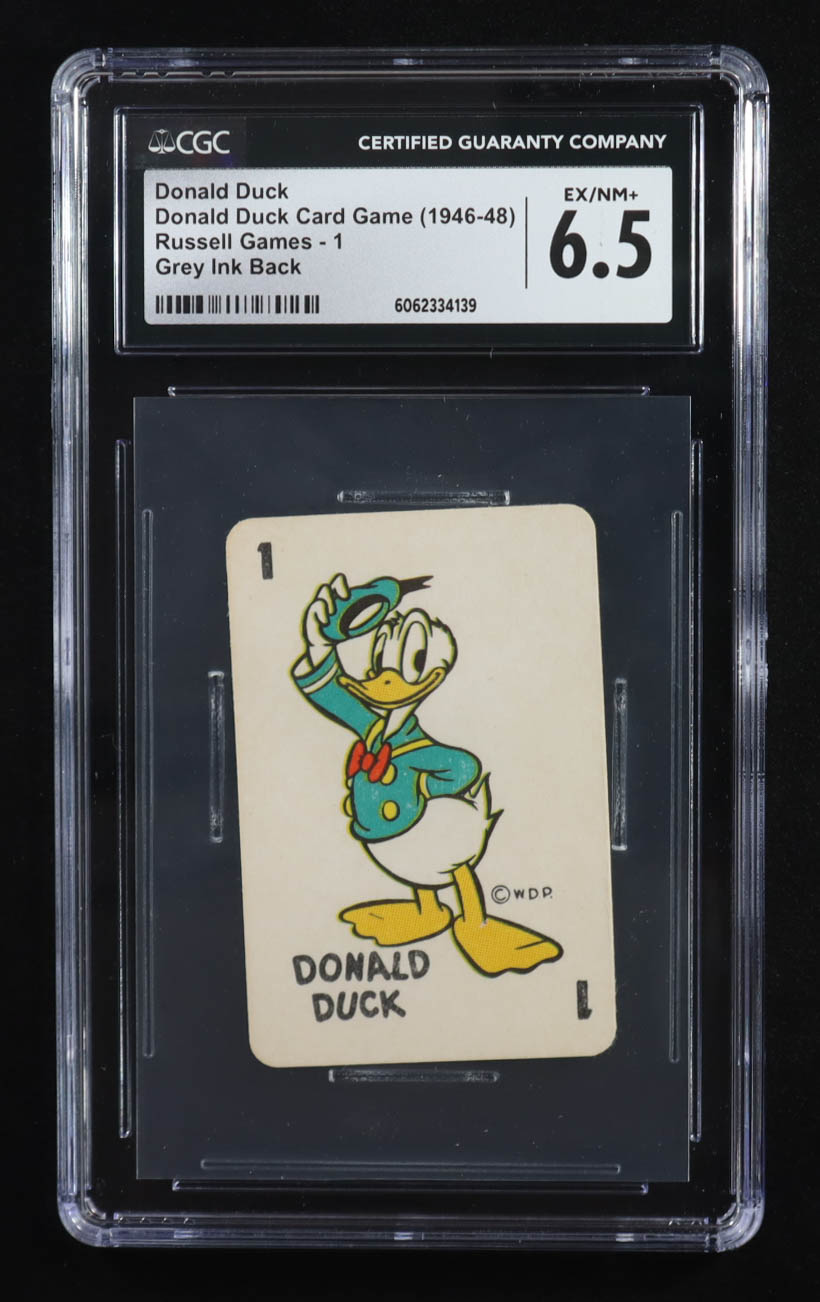 CGC
CERTIFIED GUARANTY COMPANY
Donald Duck
Donald Duck Card Game (1946-48)
Russell Games - 1
Grey Ink Back
EX/NM+
6.5
6062334139
1
© W.D.P.
DONALD
DUCK
1